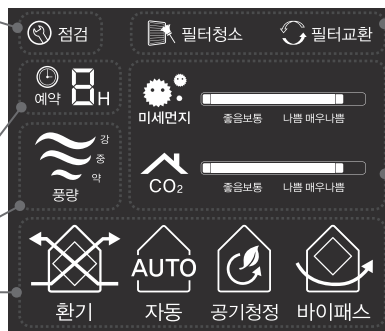 점검
필터청소
필터교환
예약 8H
미세먼지
좋음보통 나쁨 매우나쁨
강
중
약
풍량
CO₂
좋음보통 나쁨 매우나쁨
AUTO
환기 자동 공기청정 바이패스